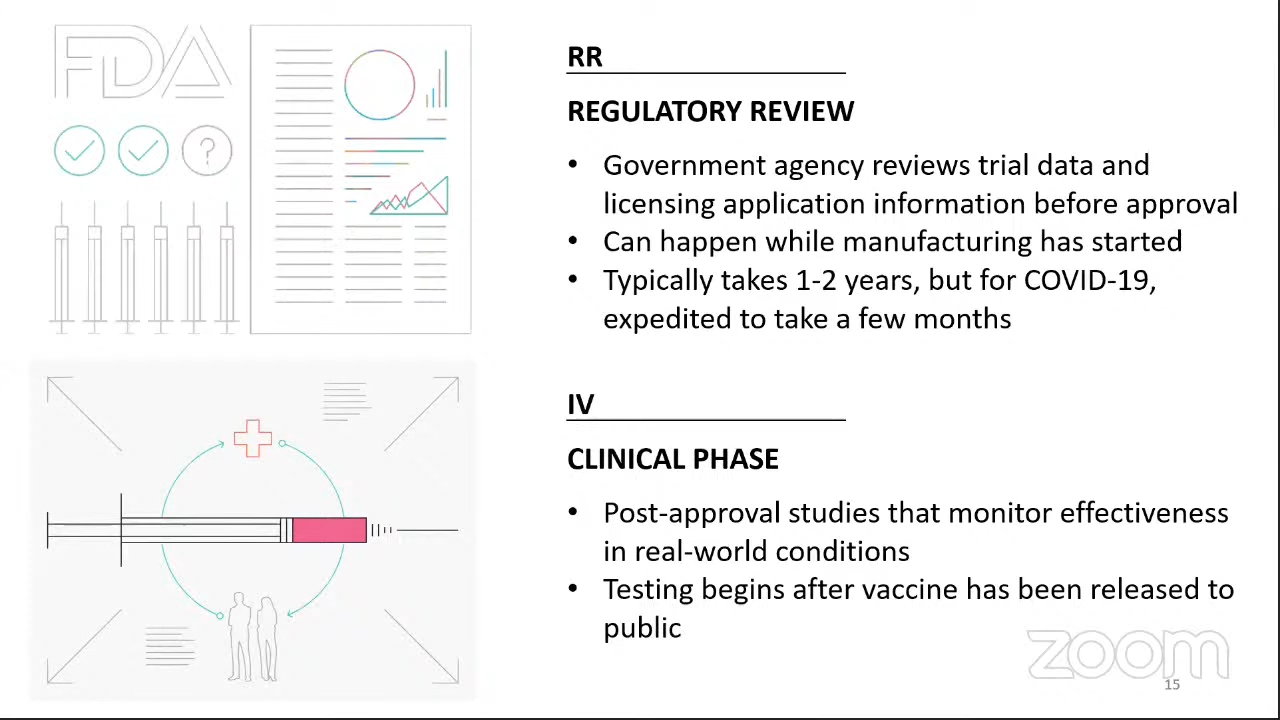 FDA
?
RR
REGULATORY REVIEW
• Government agency reviews trial data and
licensing application information before approval
• Can happen while manufacturing has started
• Typically takes 1-2 years, but for COVID-19,
expedited to take a few months
IV
CLINICAL PHASE
• Post-approval studies that monitor effectiveness
in real-world conditions
• Testing begins after vaccine has been released to
public
zoom
15